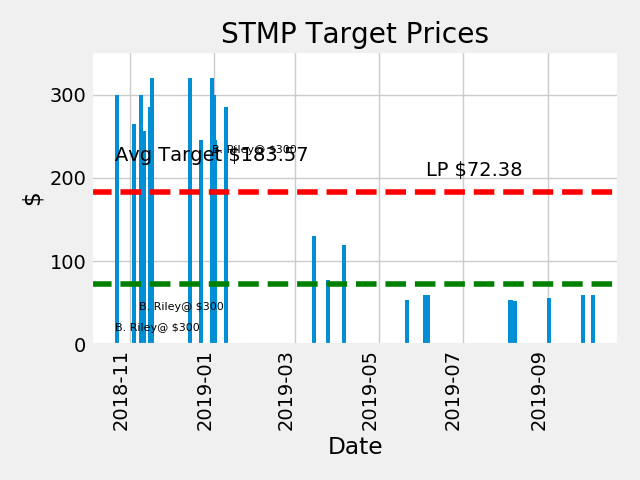 STMP Target Prices
300
B. Riley@ $300
Avg Target $183.57
LP $72.38
200
$
100
B. Riley@ $300
B. Riley@ $300
0
2018-11
2019-01
2019-03
2019-05
2019-07
2019-09
Date